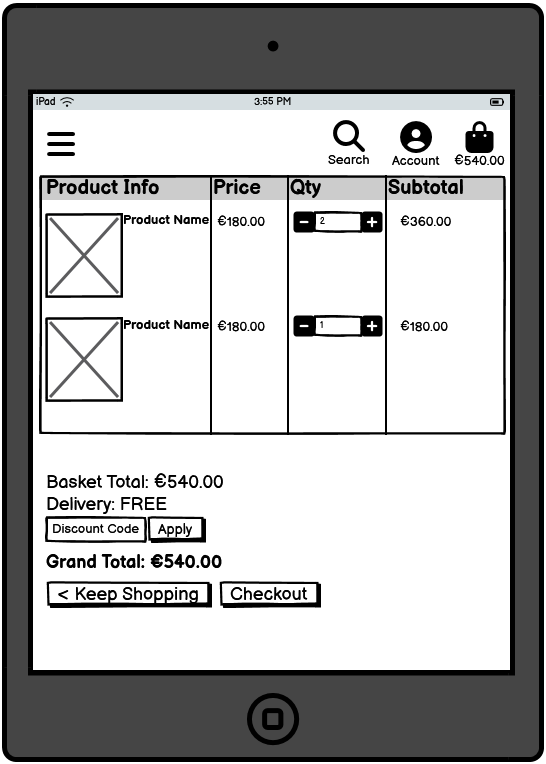 iPad 3:55 PM
Search Account €540.00
Product Info Price Qty Subtotal
Product Name €180.00 − 2 + €360.00
Product Name €180.00 − 1 + €180.00
Basket Total: €540.00
Delivery: FREE
Discount Code Apply
Grand Total: €540.00
< Keep Shopping Checkout